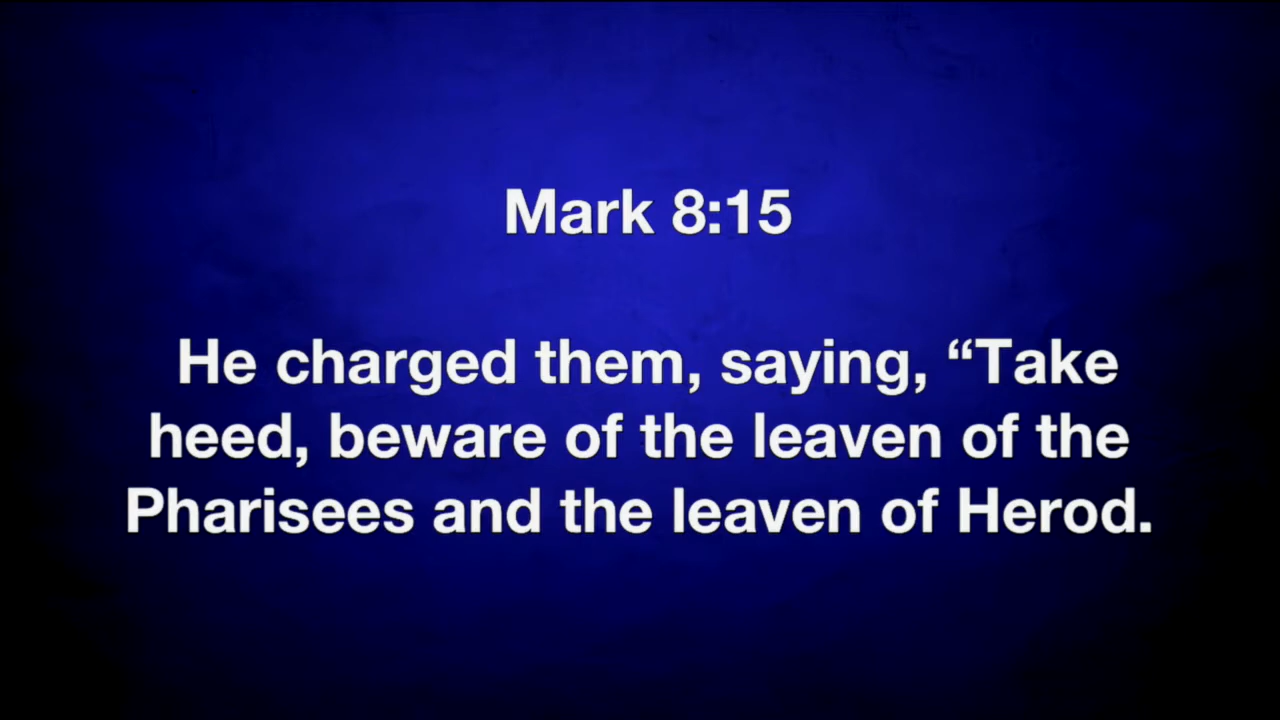 Mark 8:15
He charged them, saying, “Take
heed, beware of the leaven of the
Pharisees and the leaven of Herod.